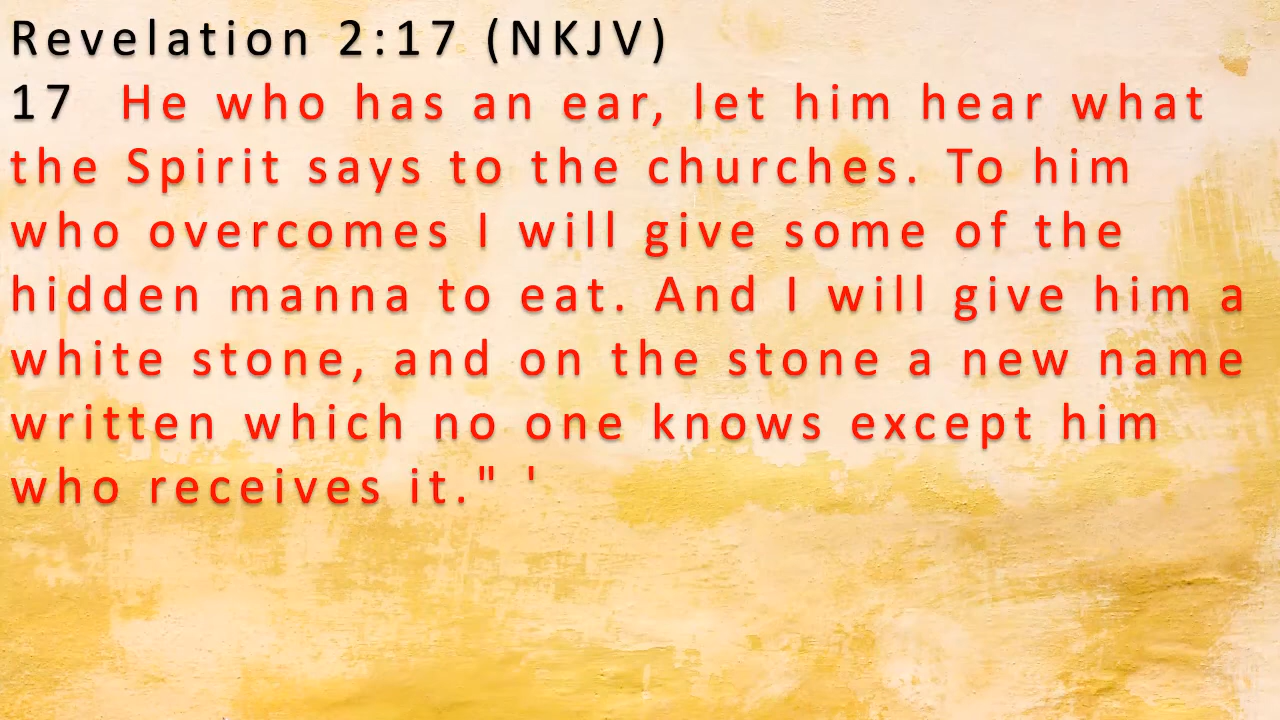 Revelation 2:17 (NKJV)
17 He who has an ear, let him hear what
the Spirit says to the churches. To him
who overcomes I will give some of the
hidden manna to eat. And I will give him a
white stone, and on the stone a new name
written which no one knows except him
who receives it." '